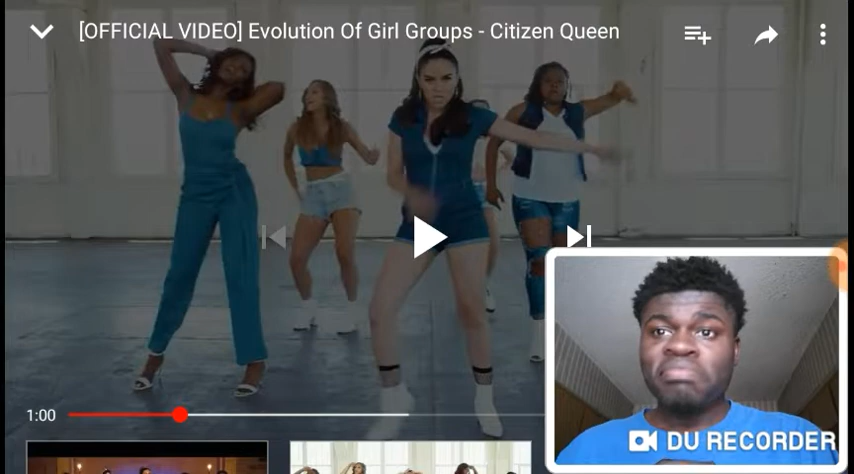 [OFFICIAL VIDEO] Evolution Of Girl Groups - Citizen Queen
1:00
DU RECORDER